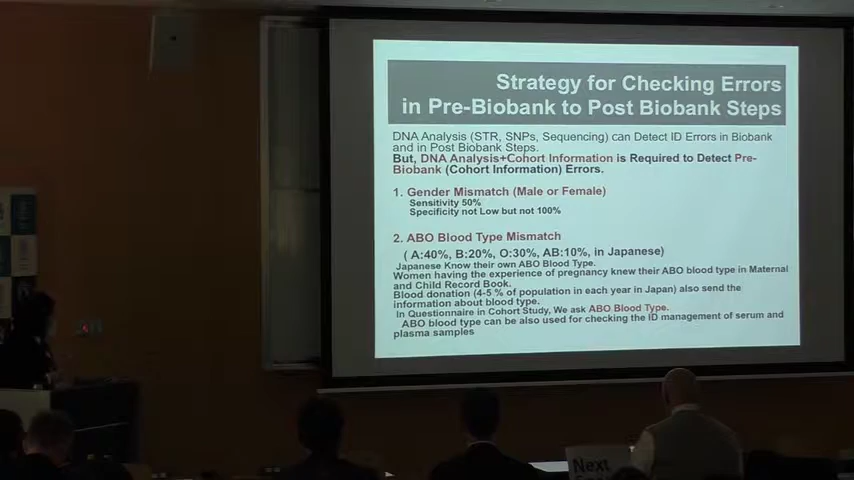 Strategy for Checking Errors
in Pre-Biobank to Post Biobank Steps
DNA Analysis (STR, SNPs, Sequencing) can Detect ID Errors in Biobank
and in Post Biobank Steps.
But, DNA Analysis+Cohort Information is Required to Detect Pre-
Biobank (Cohort Information) Errors.
1. Gender Mismatch (Male or Female)
Sensitivity 50%
Specificity not Low but not 100%
2. ABO Blood Type Mismatch
( A:40%, B:20%, O:30%, AB:10%, in Japanese)
Japanese Know their own ABO Blood Type.
Women having the experience of pregnancy knew their ABO blood type in Maternal
and Child Record Book.
Blood donation (4-5 % of population in each year in Japan) also send the
information about blood type.
In Questionnaire in Cohort Study, We ask ABO Blood Type.
ABO blood type can be also used for checking the ID management of serum and
plasma samples
Next